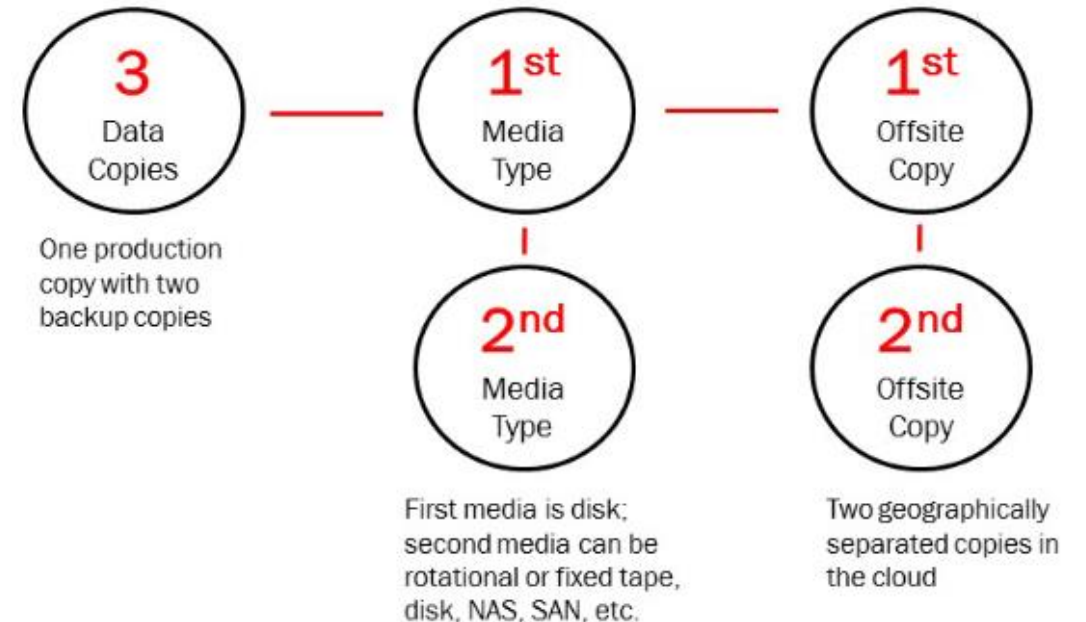 3
Data
Copies
One production
copy with two
backup copies
1st
Media
Type
2nd
Media
Type
First media is disk;
second media can be
rotational or fixed tape,
disk, NAS, SAN, etc.
1st
Offsite
Copy
2nd
Offsite
Copy
Two geographically
separated copies in
the cloud